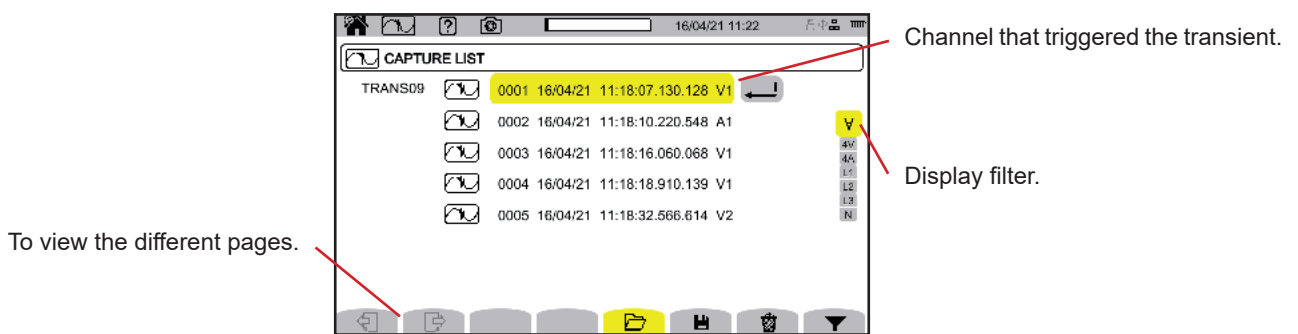 16/04/21 11:22
Channel that triggered the transient.
CAPTURE LIST
TRANS09 0001 16/04/21 11:18:07.130.128 V1
0002 16/04/21 11:18:10.220.548 A1
0003 16/04/21 11:18:16.060.068 V1
0004 16/04/21 11:18:18.910.139 V1
0005 16/04/21 11:18:32.566.614 V2
∀
4V
4A
L1
L2
L3
N
Display filter.
To view the different pages.